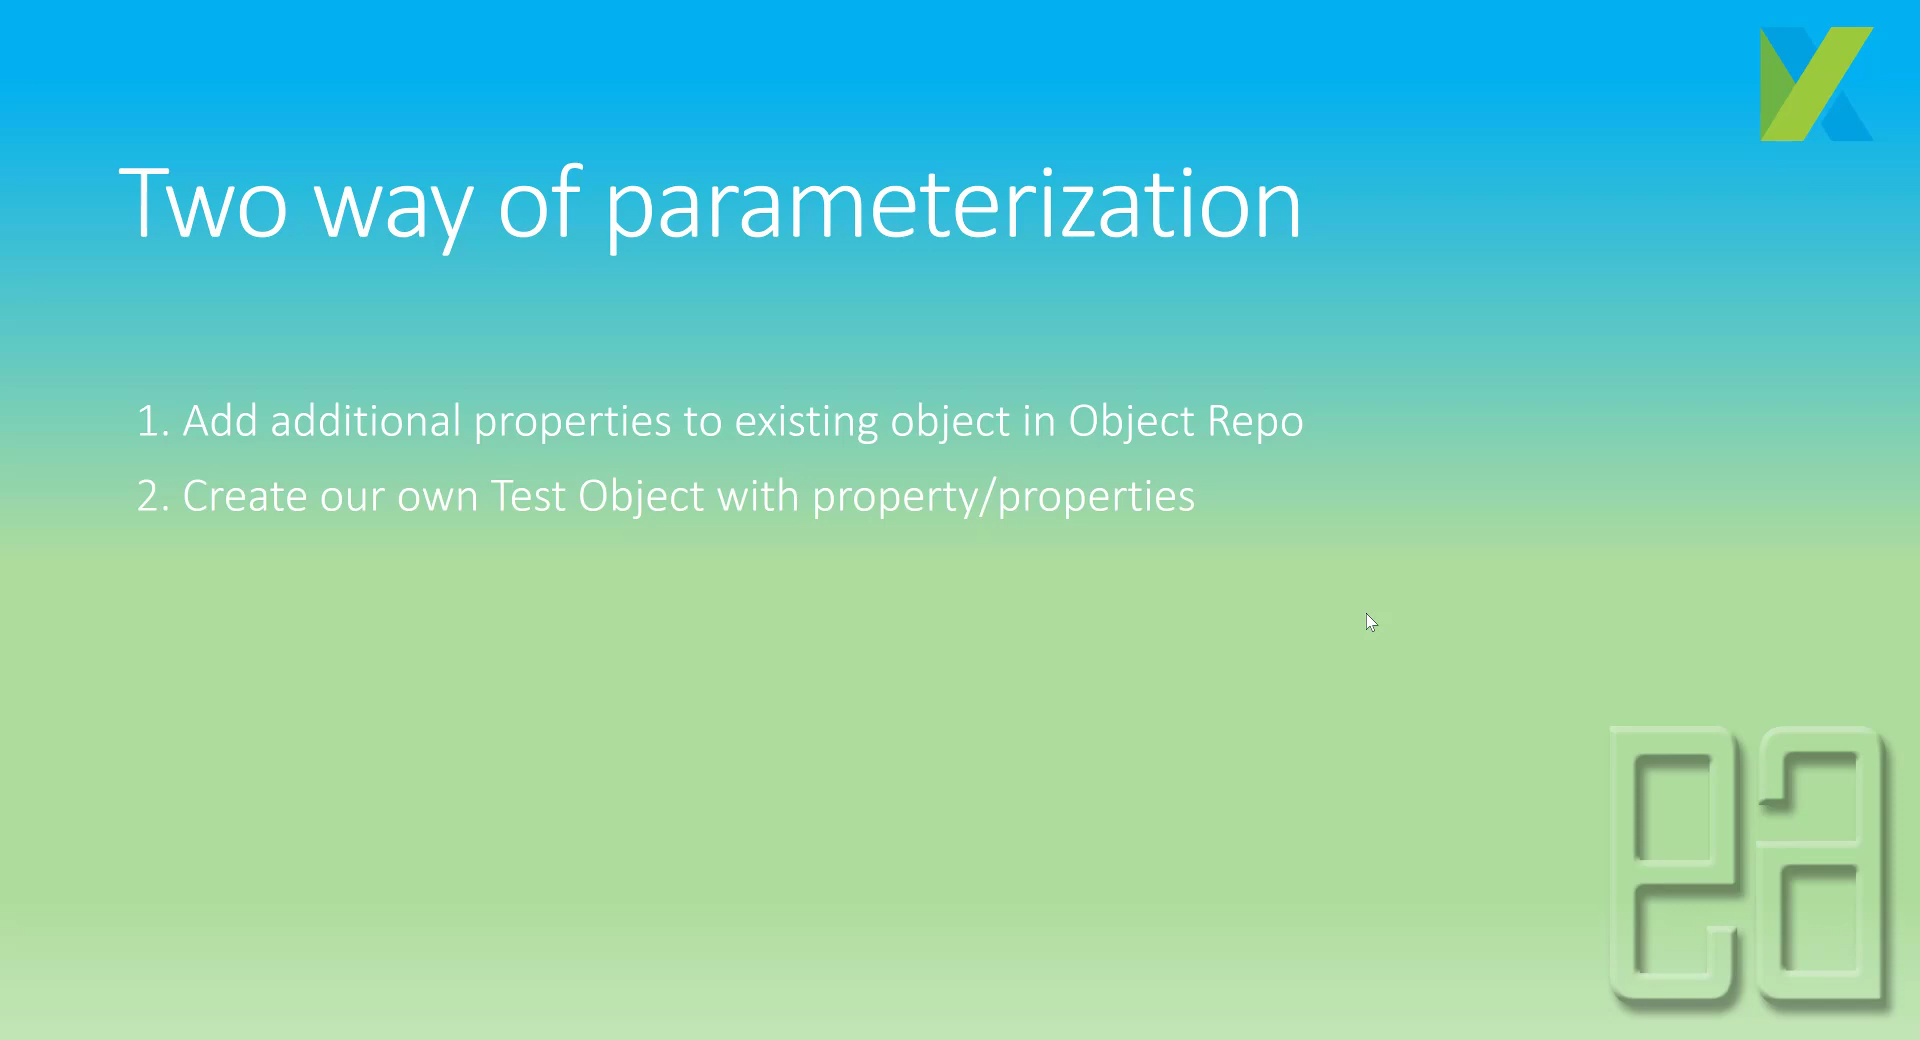 Two way of parameterization
1. Add additional properties to existing object in Object Repo
2. Create our own Test Object with property/properties
ea